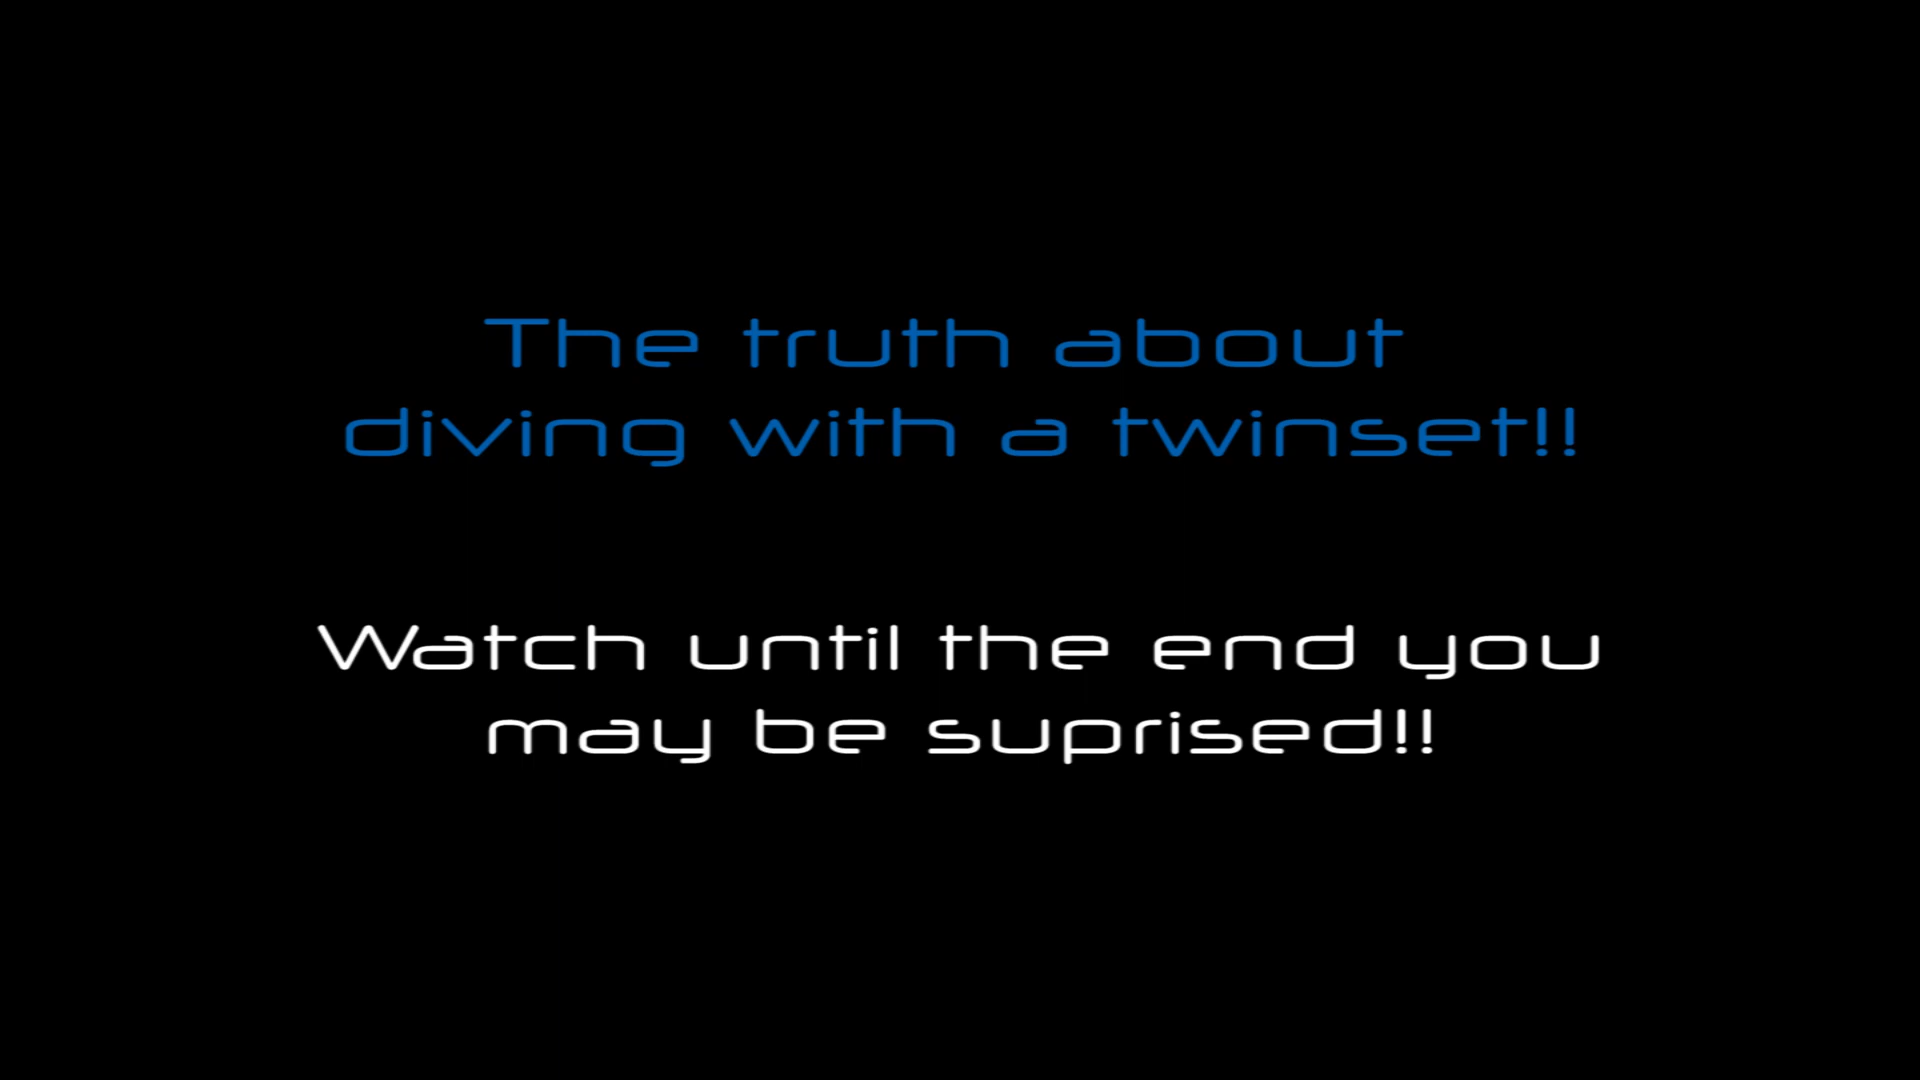 The truth about
diving with a twinset!!
Watch until the end you
may be suprised!!